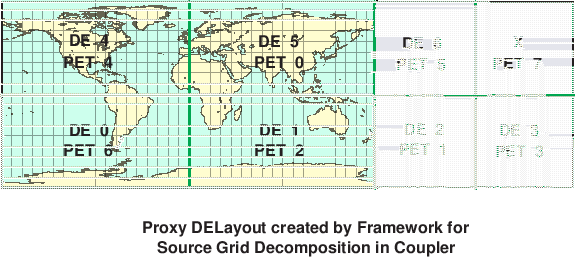 DE 4 DE 5 DE 6 X
PET 4 PET 0 PET 5 PET 7
DE 0 DE 1 DE 2 DE 3
PET 6 PET 2 PET 1 PET 3
Proxy DELayout created by Framework for
Source Grid Decomposition in Coupler